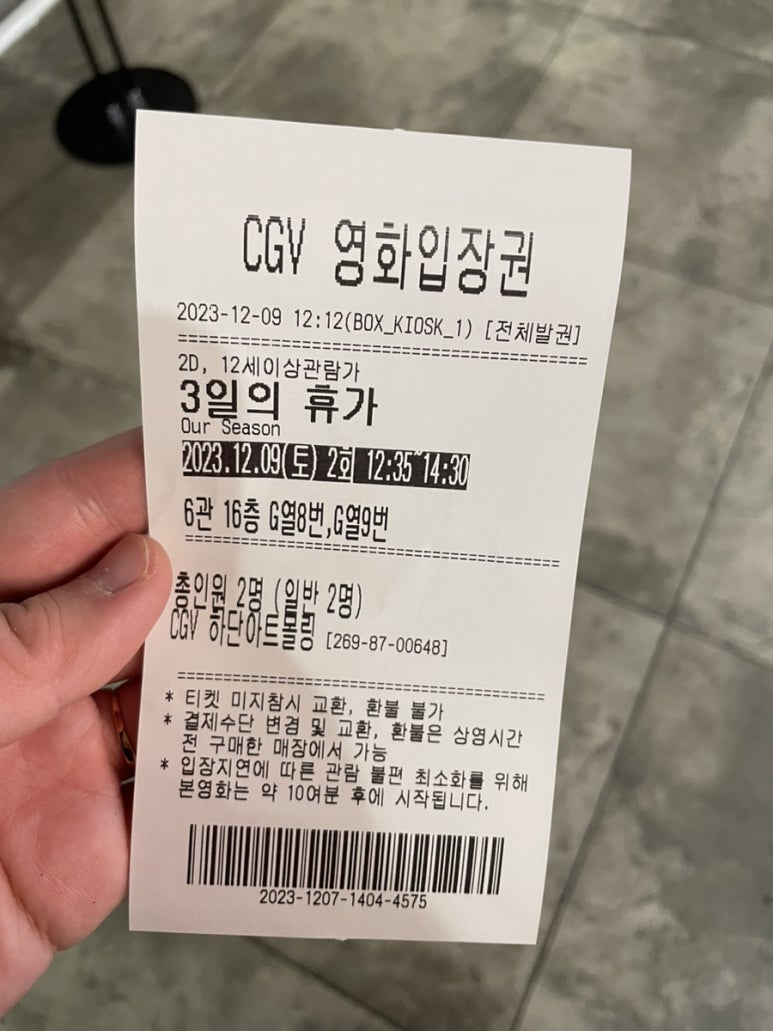 CGV 영화입장권
2023-12-09 12:12(BOX_KIOSK_1) [전체발권]
2D, 12세이상관람가
3일의 휴가
Our Season
2023.12.09(토) 2회 12:35~14:30
6관 16층 G열8번,G열9번
총인원 2명 (일반 2명)
CGV 하단아트몰링 [269-87-00648]
* 티켓 미지참시 교환, 환불 불가
* 결제수단 변경 및 교환, 환불은 상영시간
전 구매한 매장에서 가능
* 입장지연에 따른 관람 불편 최소화를 위해
본영화는 약 10여분 후에 시작됩니다.
2023-1207-1404-4575